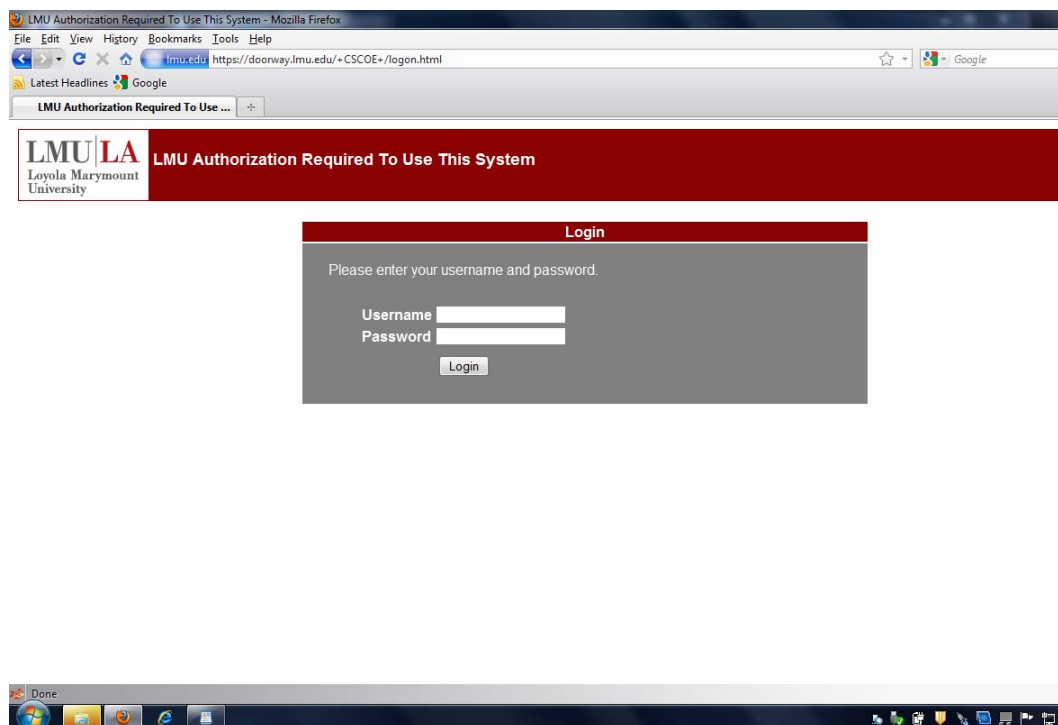 LMU Authorization Required To Use This System - Mozilla Firefox
File Edit View History Bookmarks Tools Help
lmu.edu https://doorway.lmu.edu/+CSCOE+/logon.html
Google
Latest Headlines Google
LMU Authorization Required To Use ...
LMU LA
Loyola Marymount
University
LMU Authorization Required To Use This System
Login
Please enter your username and password.
Username
Password
Login
Done